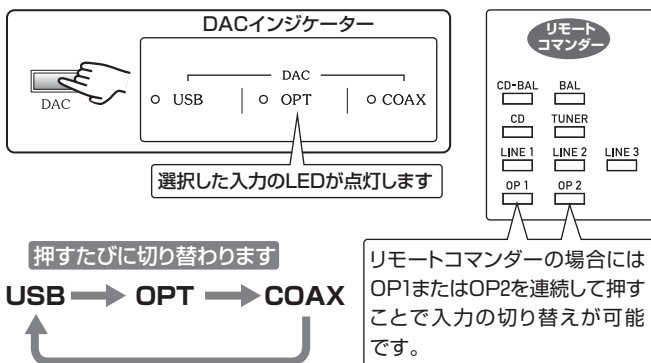 DACインジケーター
DAC
DAC
USB
OPT
COAX
選択した入力のLEDが点灯します
押すたびに切り替わります
USB OPT COAX
リモート
コマンダー
CD-BAL BAL
CD TUNER
LINE 1 LINE 2 LINE 3
OP 1 OP 2
リモートコマンダーの場合には
OP1またはOP2を連続して押す
ことで入力の切り替えが可能
です。